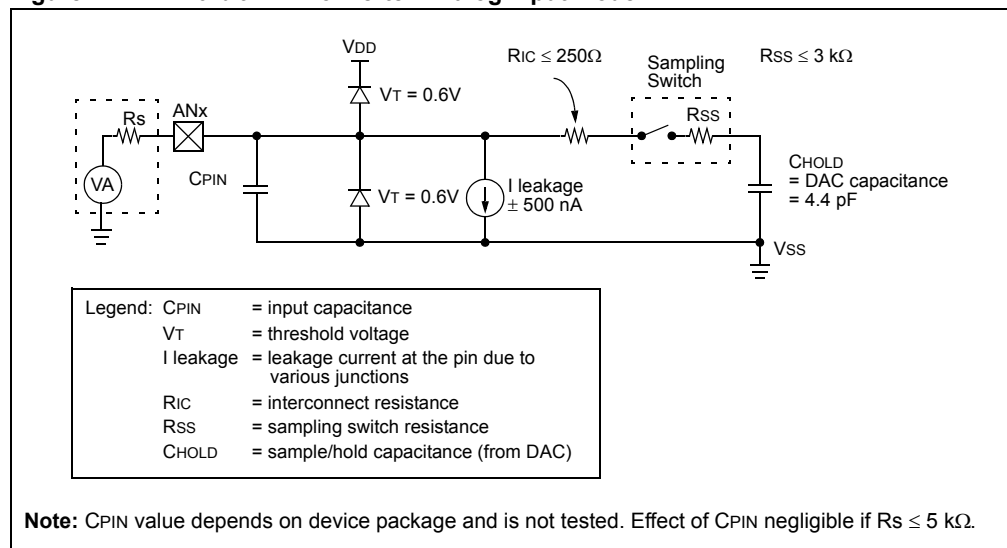 VDD
RIC ≤ 250Ω
Sampling
Switch
RSS ≤ 3 kΩ
VT = 0.6V
ANx
Rs
RSS
VA
CPIN
VT = 0.6V
I leakage
± 500 nA
CHOLD
= DAC capacitance
= 4.4 pF
VSS
Legend: CPIN = input capacitance
VT = threshold voltage
I leakage = leakage current at the pin due to
various junctions
RIC = interconnect resistance
RSS = sampling switch resistance
CHOLD = sample/hold capacitance (from DAC)
Note: CPIN value depends on device package and is not tested. Effect of CPIN negligible if Rs ≤ 5 kΩ.